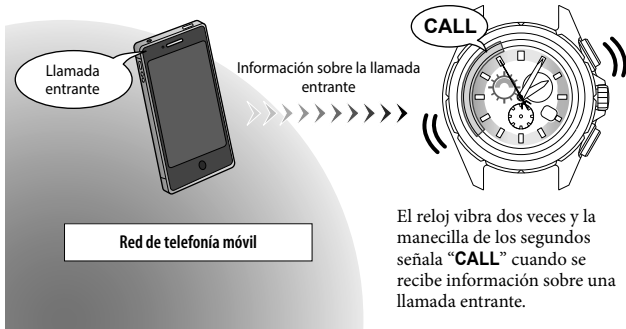 Llamada
entrante
Información sobre la llamada
entrante
CALL
Red de telefonía móvil
El reloj vibra dos veces y la
manecilla de los segundos
señala “CALL” cuando se
recibe información sobre una
llamada entrante.